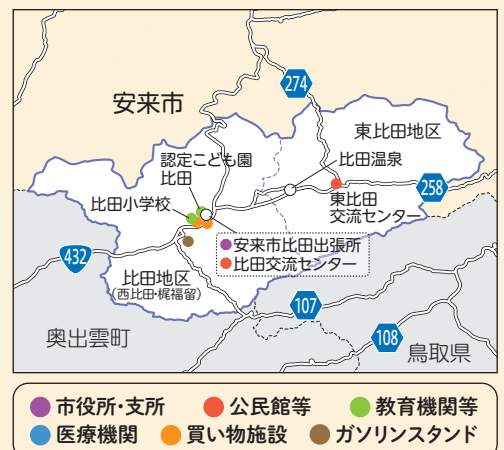 274
安来市
東比田地区
認定こども園
比田
比田温泉
比田小学校
258
東比田
交流センター
安来市比田出張所
比田交流センター
432
比田地区
(西比田・梶福留)
107
奥出雲町
108
鳥取県
市役所・支所
公民館等
教育機関等
医療機関
買い物施設
ガソリンスタンド